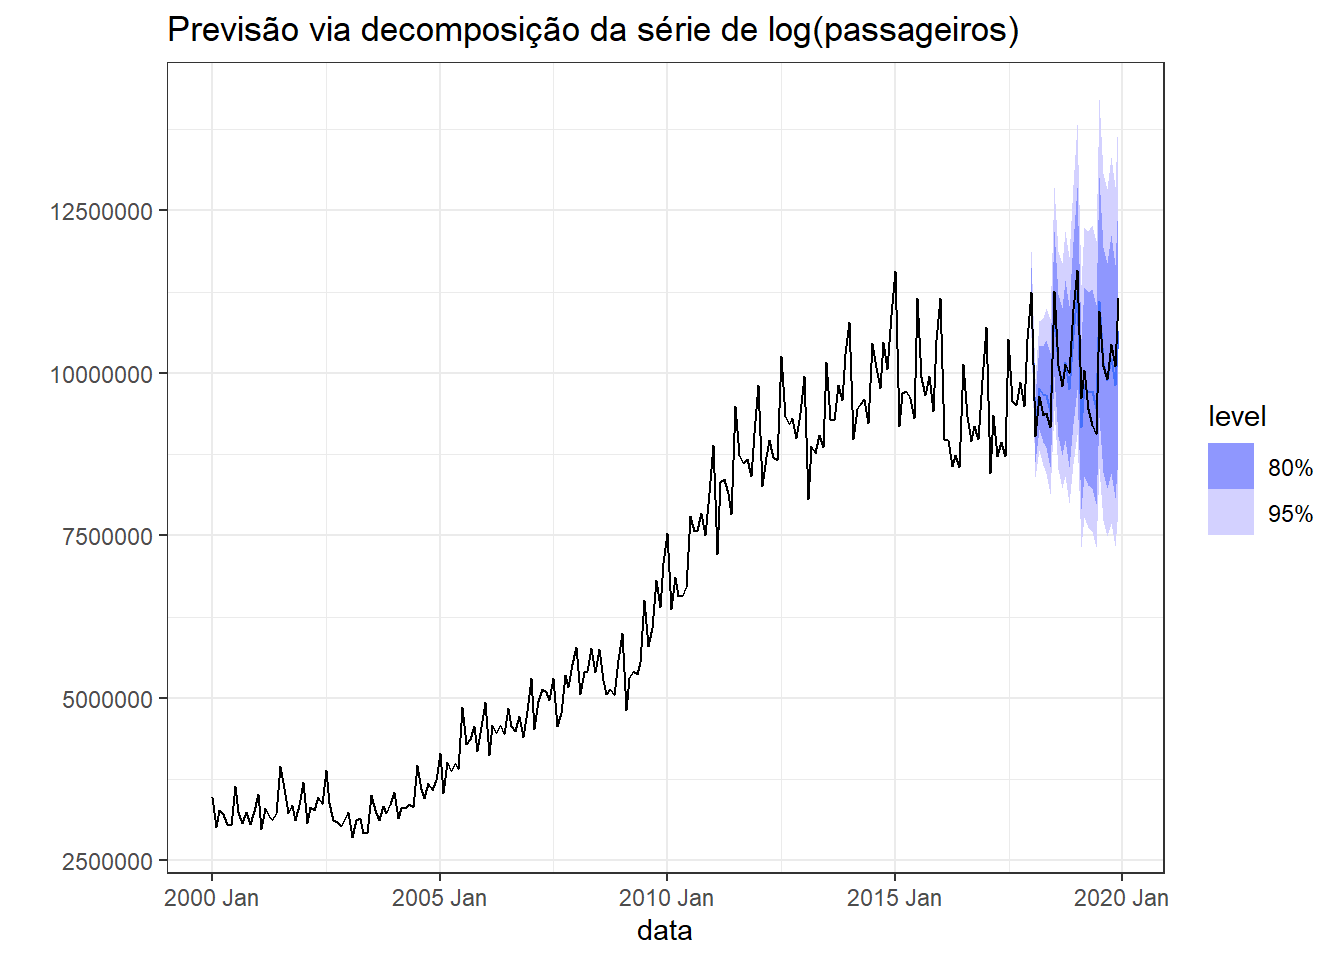 Previsão via decomposição da série de log(passageiros)
12500000
10000000
7500000
5000000
2500000
2000 Jan
2005 Jan
2010 Jan
2015 Jan
2020 Jan
data
level
80%
95%